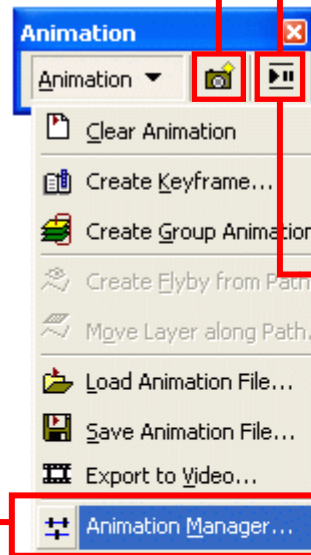 Animation
Animation
Clear Animation
Create Keyframe...
Create Group Animation
Create Flyby from Path
Move Layer along Path.
Load Animation File...
Save Animation File...
Export to Video...
Animation Manager...